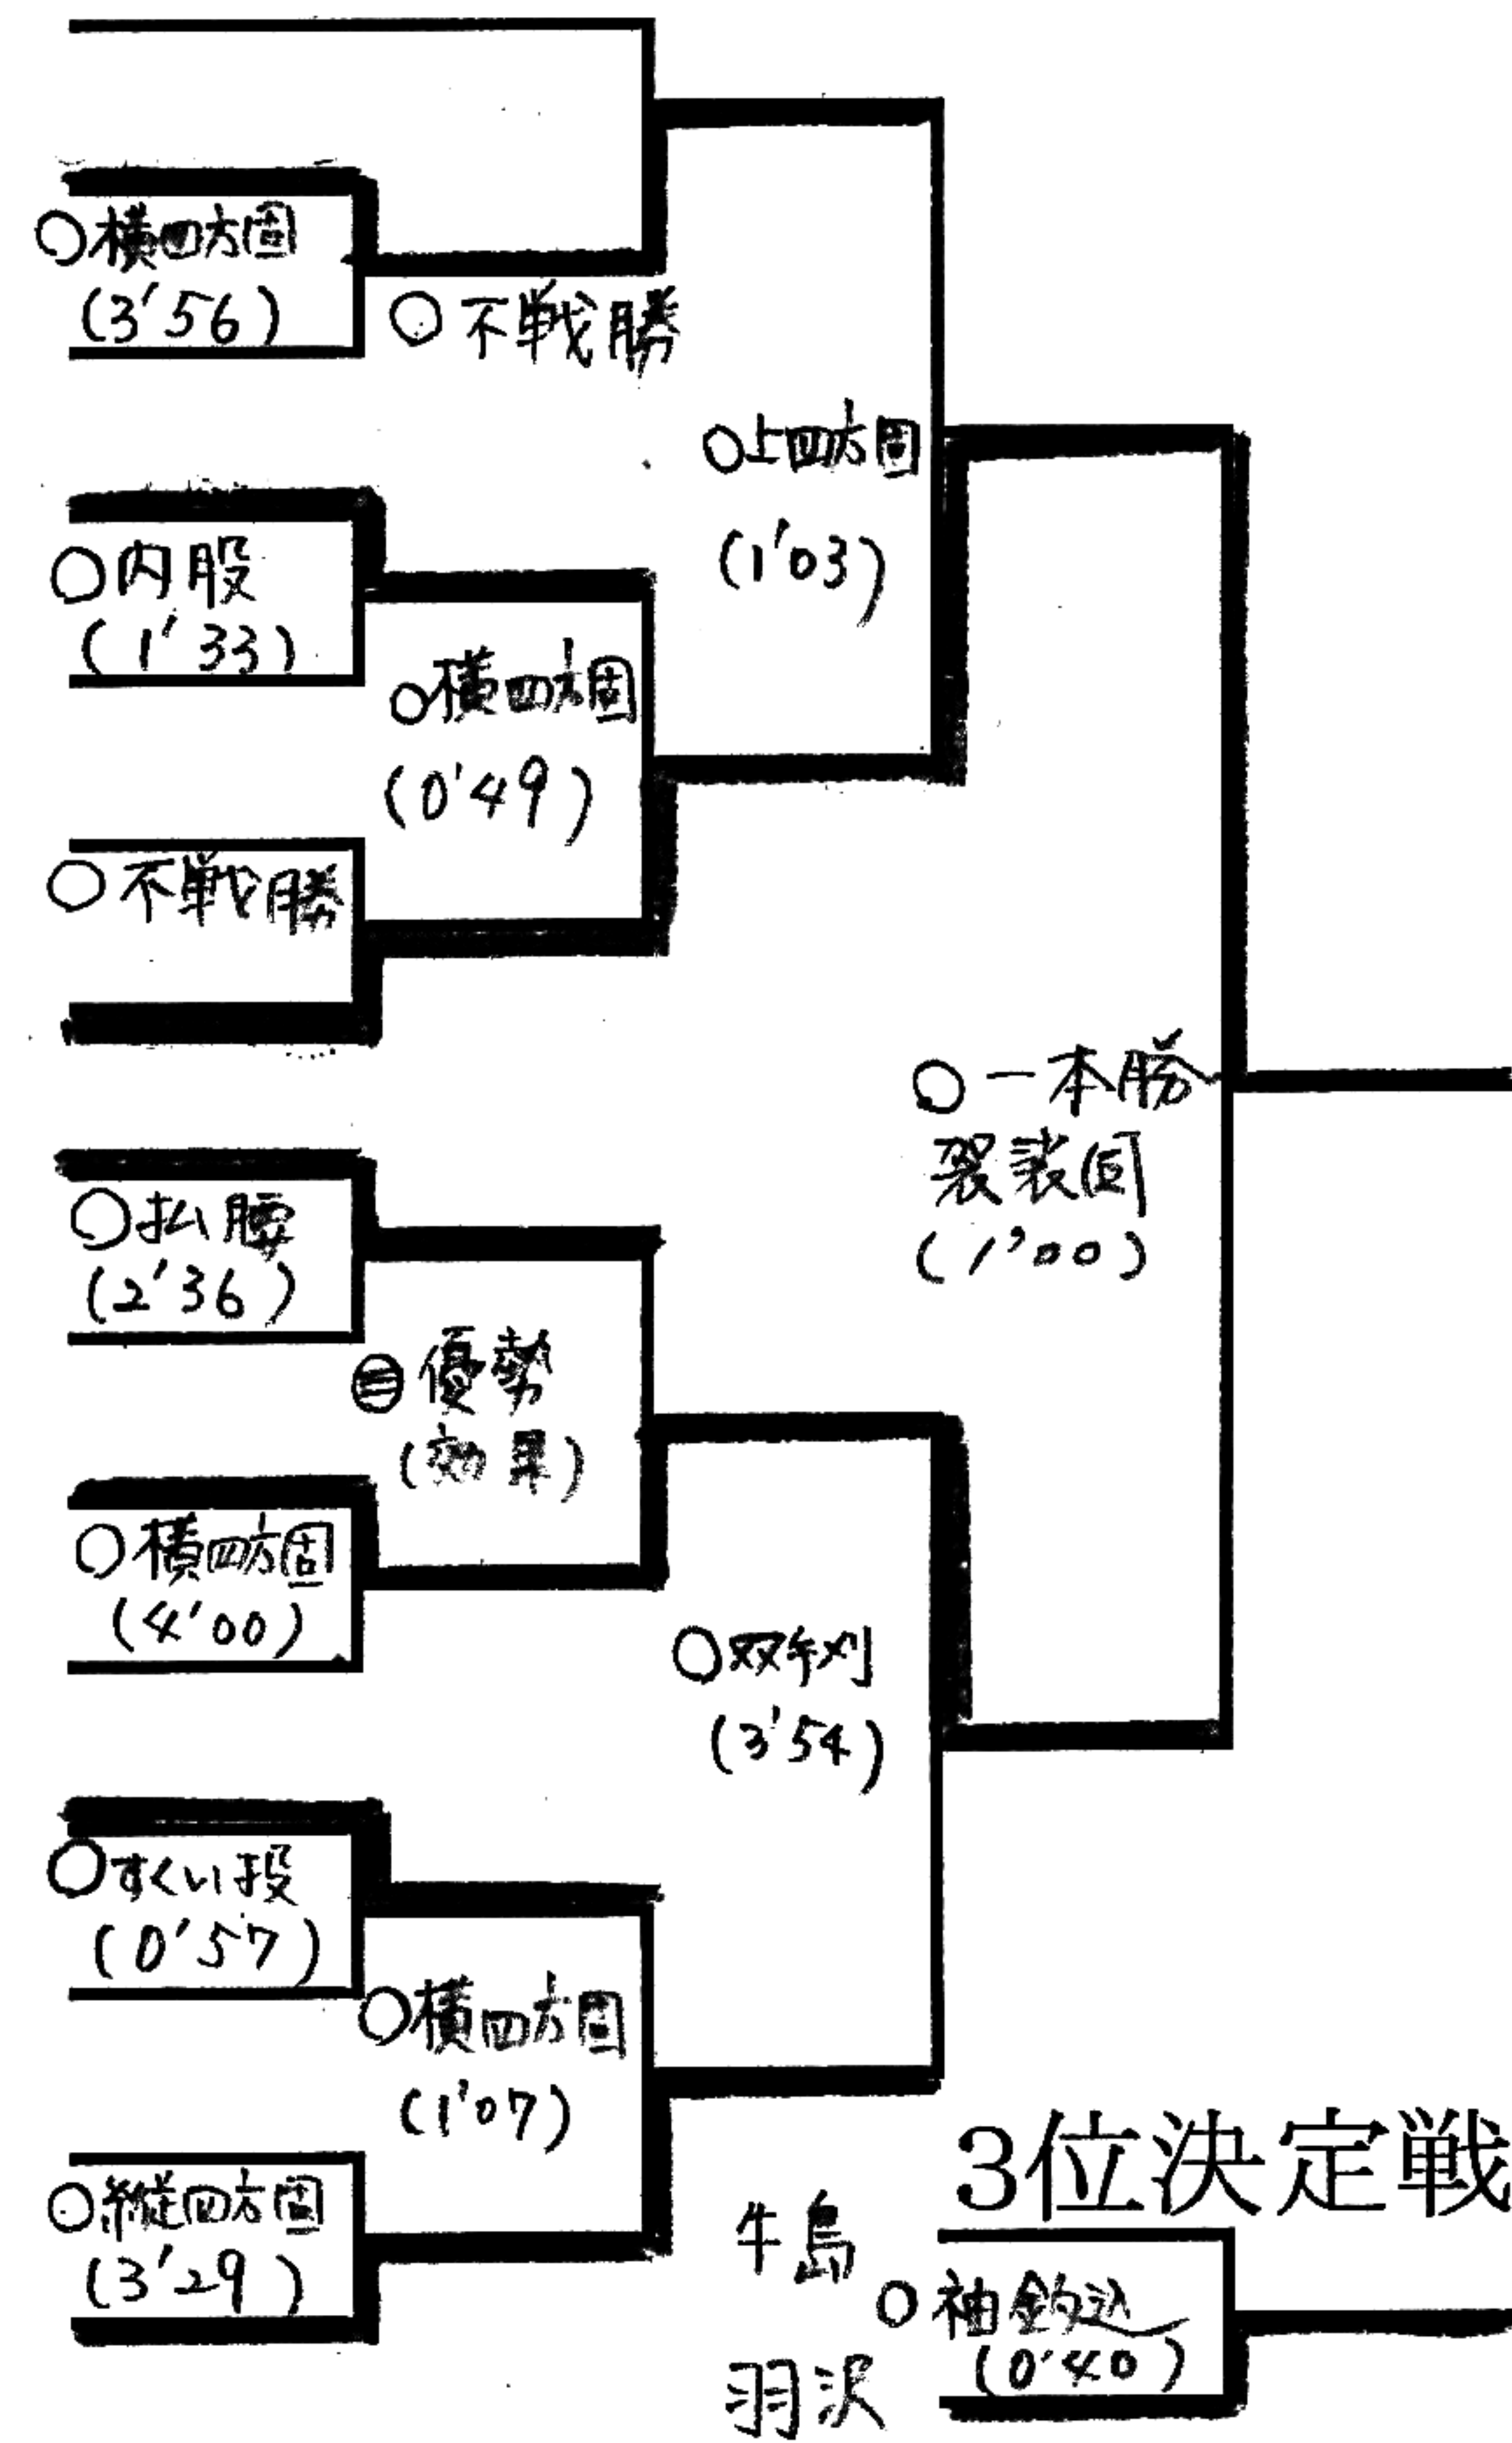 ○横四方固
(3'56)
○不戦勝
○内股
(1'33)
○横四方固
(0'49)
○不戦勝
○上四方固
(1'03)
○払腰
(2'36)
優勢
(効果)
○横四方固
(4'00)
○双手刈
(3'54)
○すくい投
(0'57)
○横四方固
(1'07)
○縦四方固
(3'29)
○一本勝
袈裟固
(1'00)
3位決定戦
牛島
○袖釣込
(0'40)
羽沢